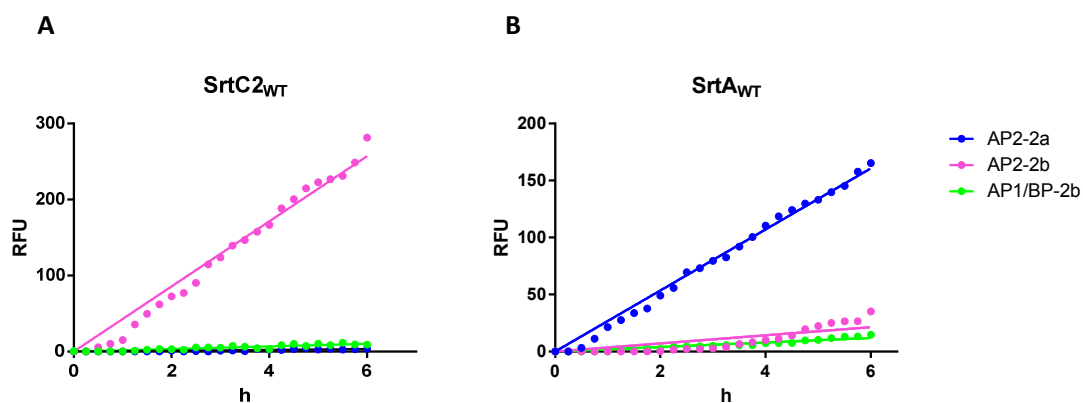 A
SrtC2WT
300
200
100
0
RFU
0 2 4 6
h
B
SrtAWT
200
150
100
50
0
RFU
0 2 4 6
h
AP2-2a
AP2-2b
AP1/BP-2b